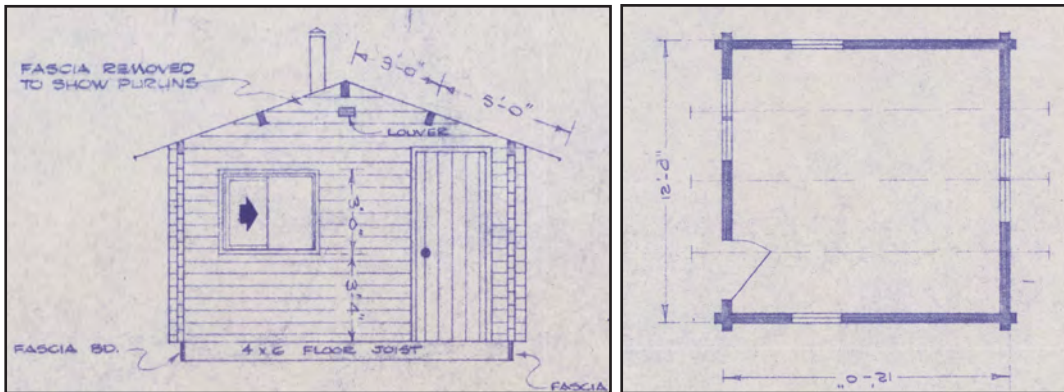 FASCIA REMOVED
TO SHOW PURLINS
3'-0"
5'-0"
LOUVER
3'-0"
3'-4"
FASCIA BD.
4 x 6 FLOOR JOIST
FASCIA
12'-0"
12'-0"